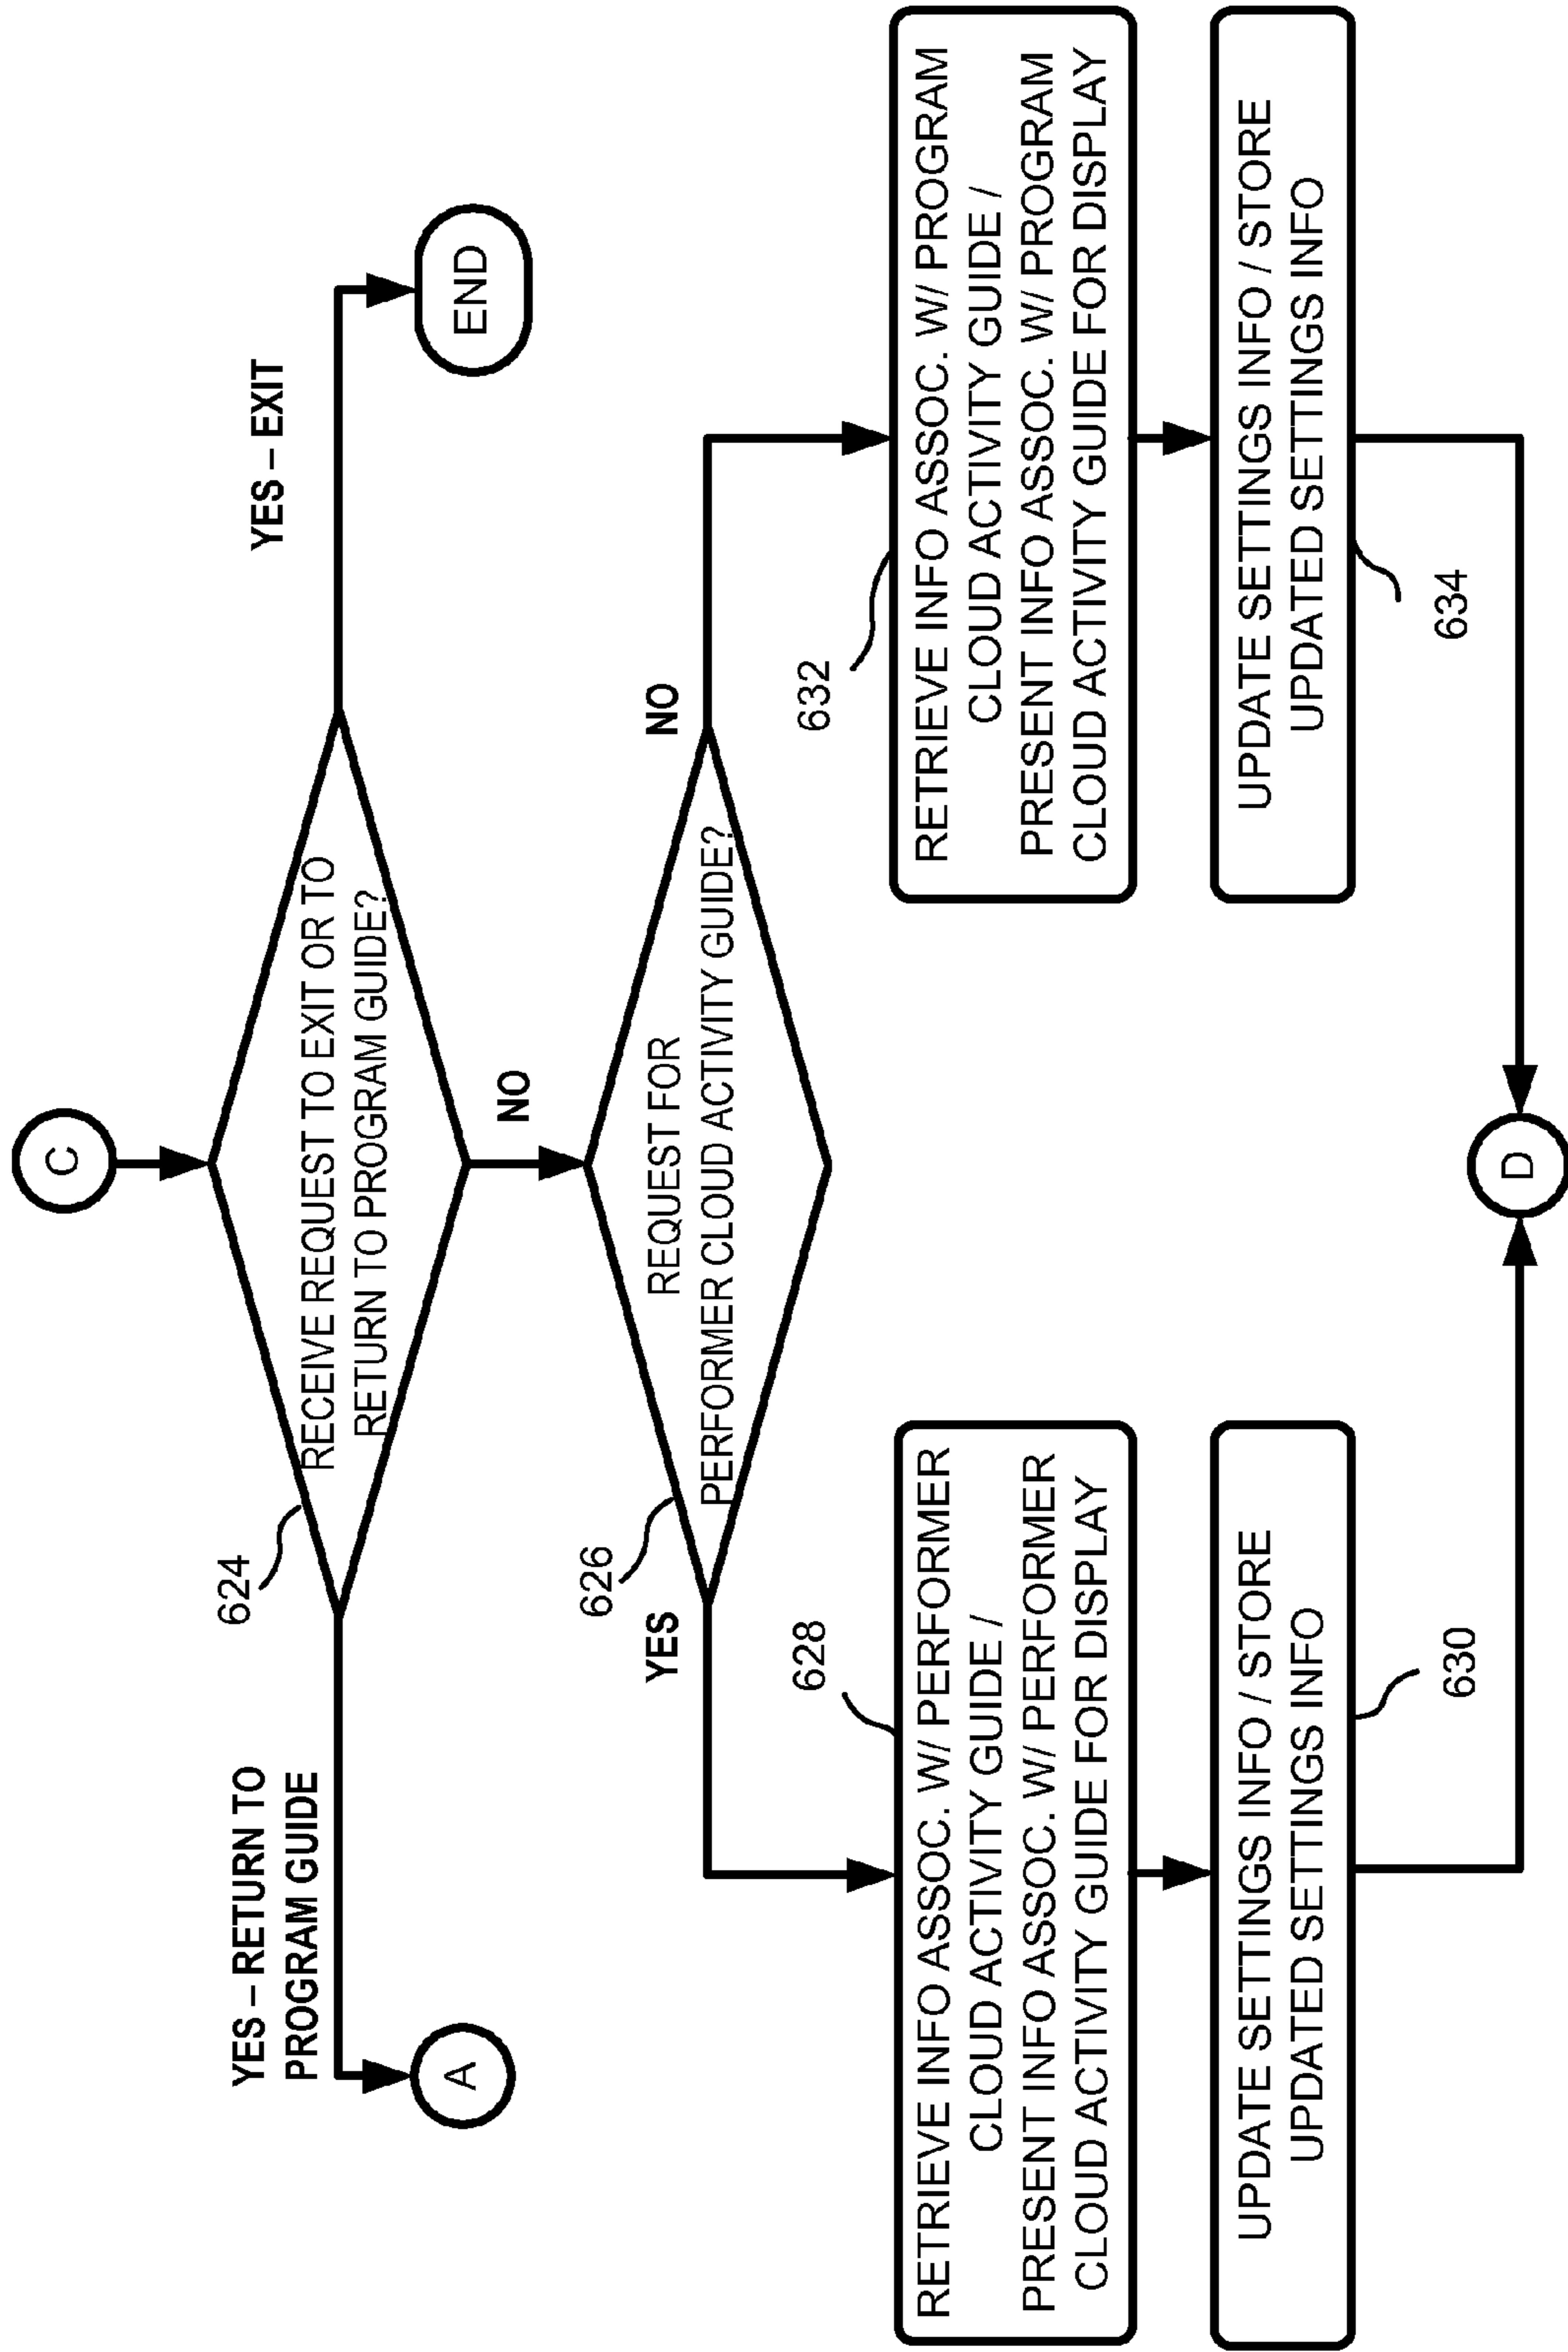 C
624
RECEIVE REQUEST TO EXIT OR TO
RETURN TO PROGRAM GUIDE?
YES – RETURN TO
PROGRAM GUIDE
YES – EXIT
A
END
NO
626
REQUEST FOR
PERFORMER CLOUD ACTIVITY GUIDE?
YES
NO
628
RETRIEVE INFO ASSOC. W/ PERFORMER
CLOUD ACTIVITY GUIDE /
PRESENT INFO ASSOC. W/ PERFORMER
CLOUD ACTIVITY GUIDE FOR DISPLAY
632
RETRIEVE INFO ASSOC. W/ PROGRAM
CLOUD ACTIVITY GUIDE /
PRESENT INFO ASSOC. W/ PROGRAM
CLOUD ACTIVITY GUIDE FOR DISPLAY
UPDATE SETTINGS INFO / STORE
UPDATED SETTINGS INFO
630
UPDATE SETTINGS INFO / STORE
UPDATED SETTINGS INFO
634
D